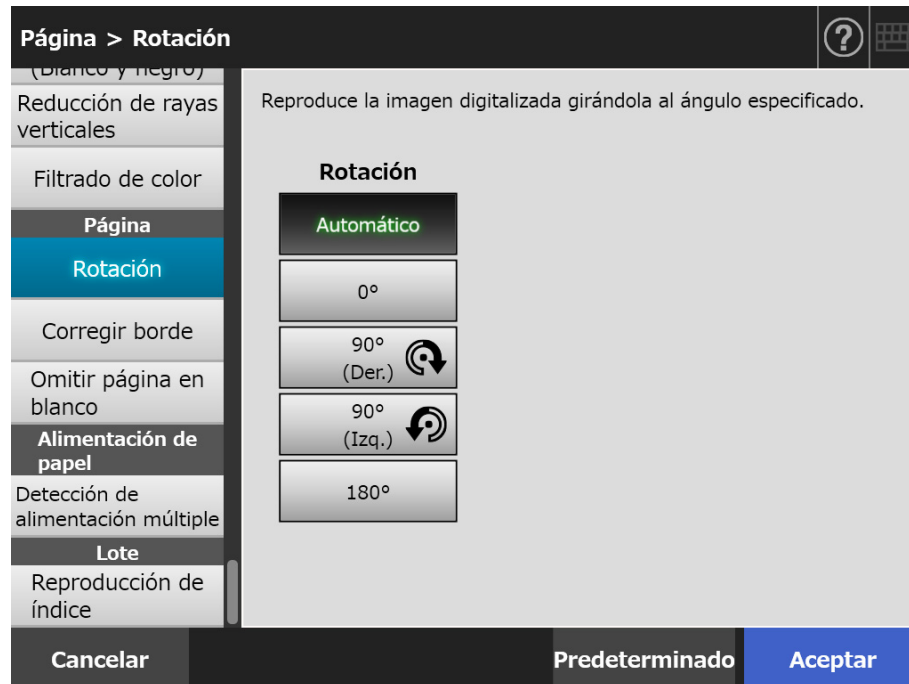 Página > Rotación
?
(Blanco y negro)
Reducción de rayas
verticales
Filtrado de color
Página
Rotación
Corregir borde
Omitir página en
blanco
Alimentación de
papel
Detección de
alimentación múltiple
Lote
Reproducción de
índice
Reproduce la imagen digitalizada girándola al ángulo especificado.
Rotación
Automático
0°
90°
(Der.)
90°
(Izq.)
180°
Cancelar
Predeterminado
Aceptar